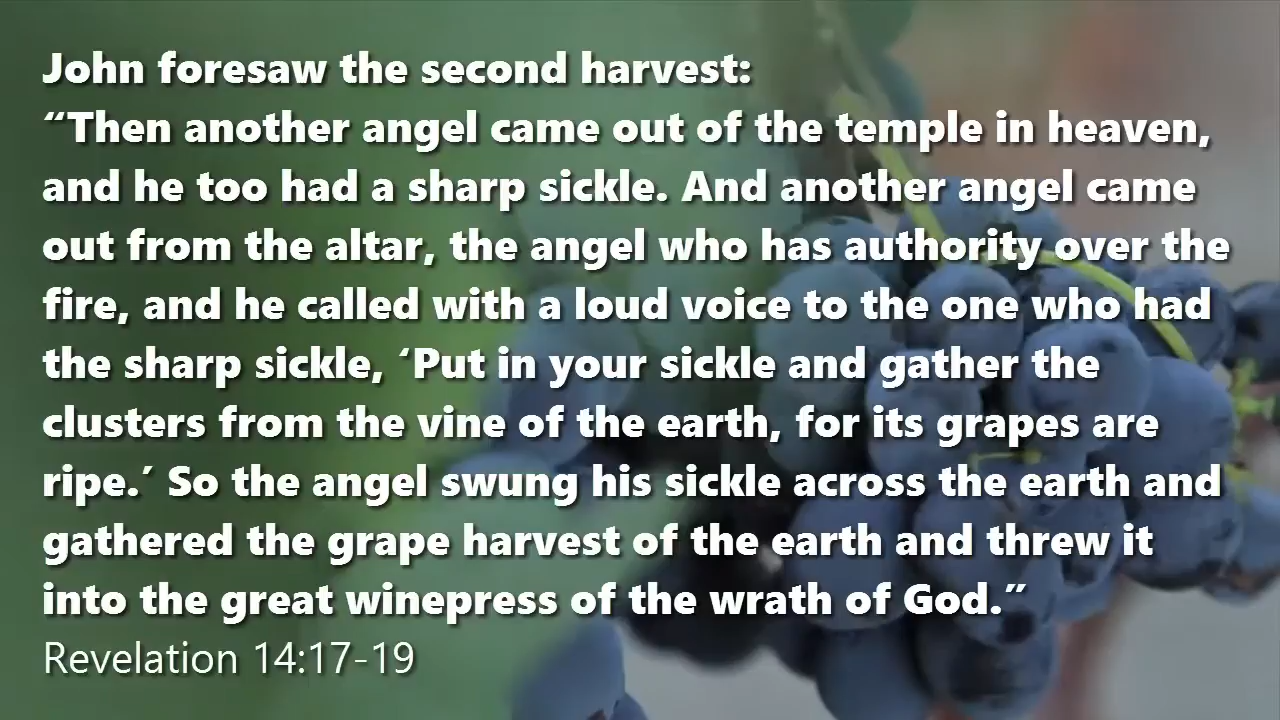 John foresaw the second harvest:
“Then another angel came out of the temple in heaven,
and he too had a sharp sickle. And another angel came
out from the altar, the angel who has authority over the
fire, and he called with a loud voice to the one who had
the sharp sickle, ‘Put in your sickle and gather the
clusters from the vine of the earth, for its grapes are
ripe.’ So the angel swung his sickle across the earth and
gathered the grape harvest of the earth and threw it
into the great winepress of the wrath of God.”
Revelation 14:17-19